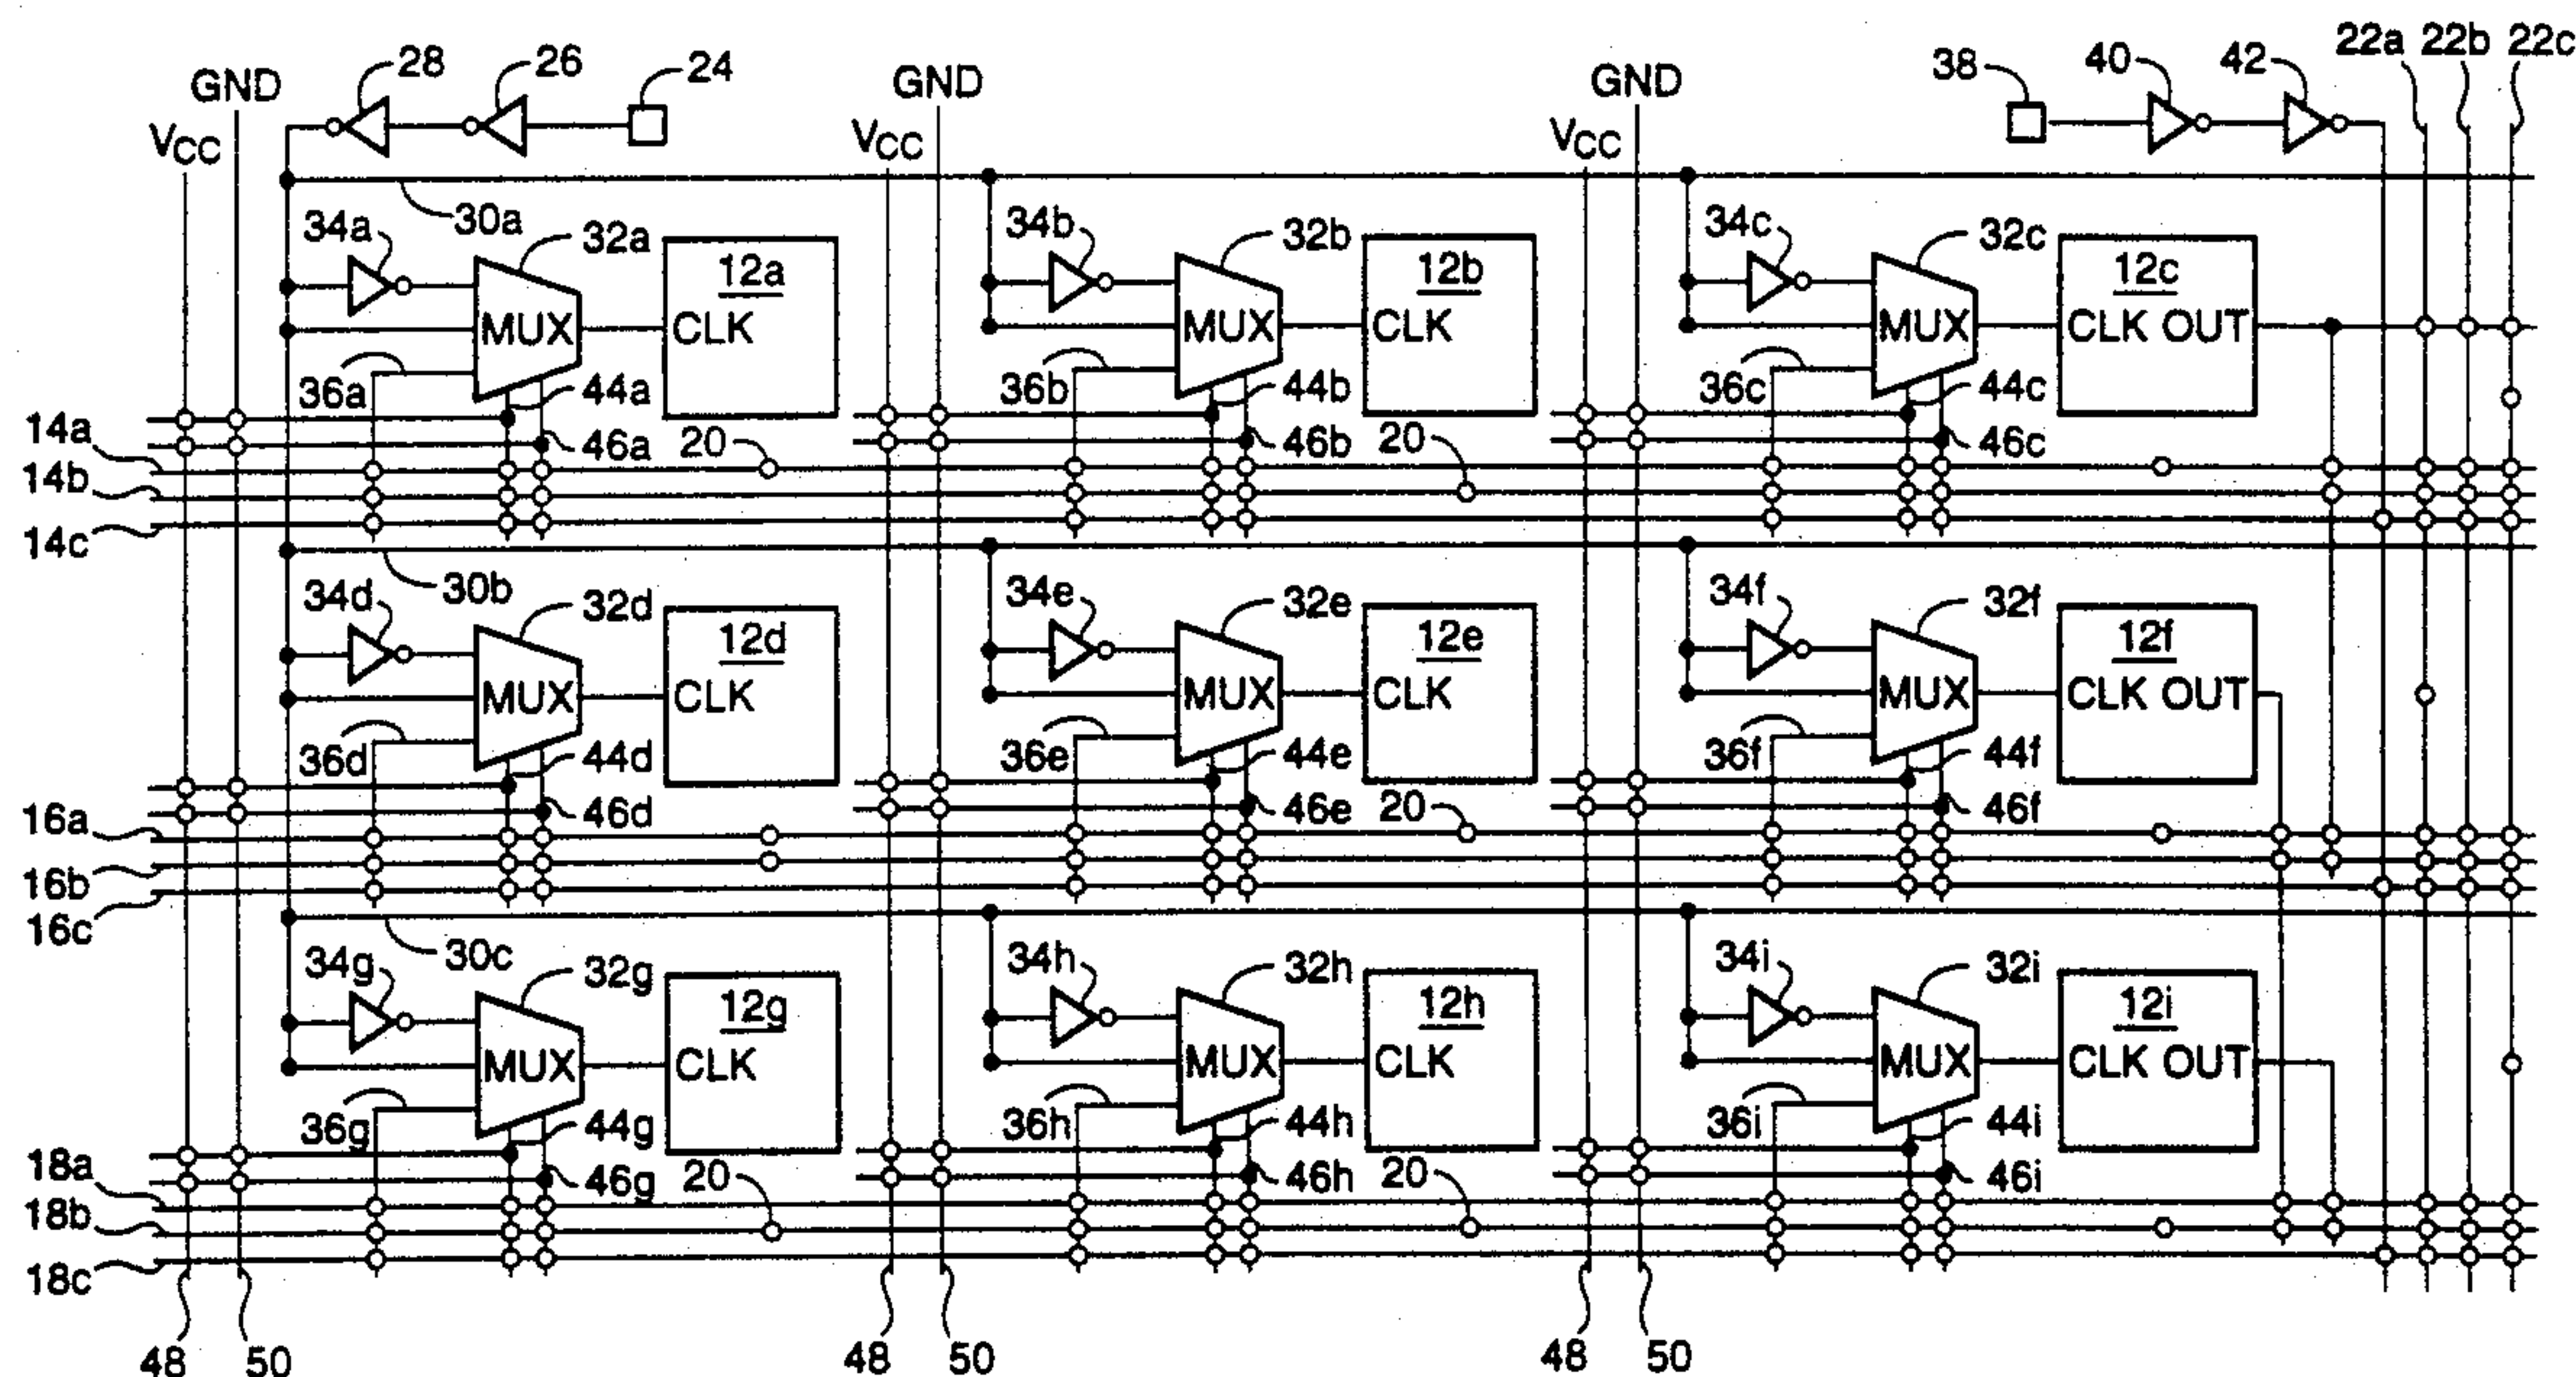 28 26 24 38 40 42 22a 22b 22c
GND GND GND
VCC VCC VCC
30a
34a 32a 34b 32b 34c 32c
12a 12b 12c
MUX CLK MUX CLK MUX CLK OUT
36a 44a 36b 44b 36c 44c
14a 46a 20 46b 20 46c
14b
14c
30b
34d 32d 34e 32e 34f 32f
12d 12e 12f
MUX CLK MUX CLK MUX CLK OUT
36d 44d 36e 44e 36f 44f
16a 46d 46e 20 46f
16b
16c
30c
34g 32g 34h 32h 34i 32i
12g 12h 12i
MUX CLK MUX CLK MUX CLK OUT
36g 44g 36h 44h 36i 44i
18a 46g 20 46h 20 46i
18b
18c
48 50 48 50 48 50